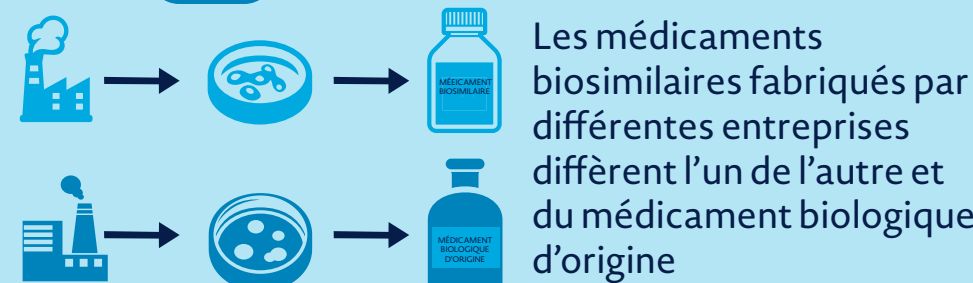 MÉEICAMENT
BIOSIMILAIRE
Les médicaments
biosimilaires fabriqués par
différentes entreprises
diffèrent l’un de l’autre et
du médicament biologique
d’origine
MÉDICAMENT
BIOLOGIQUE
D’ORIGINE